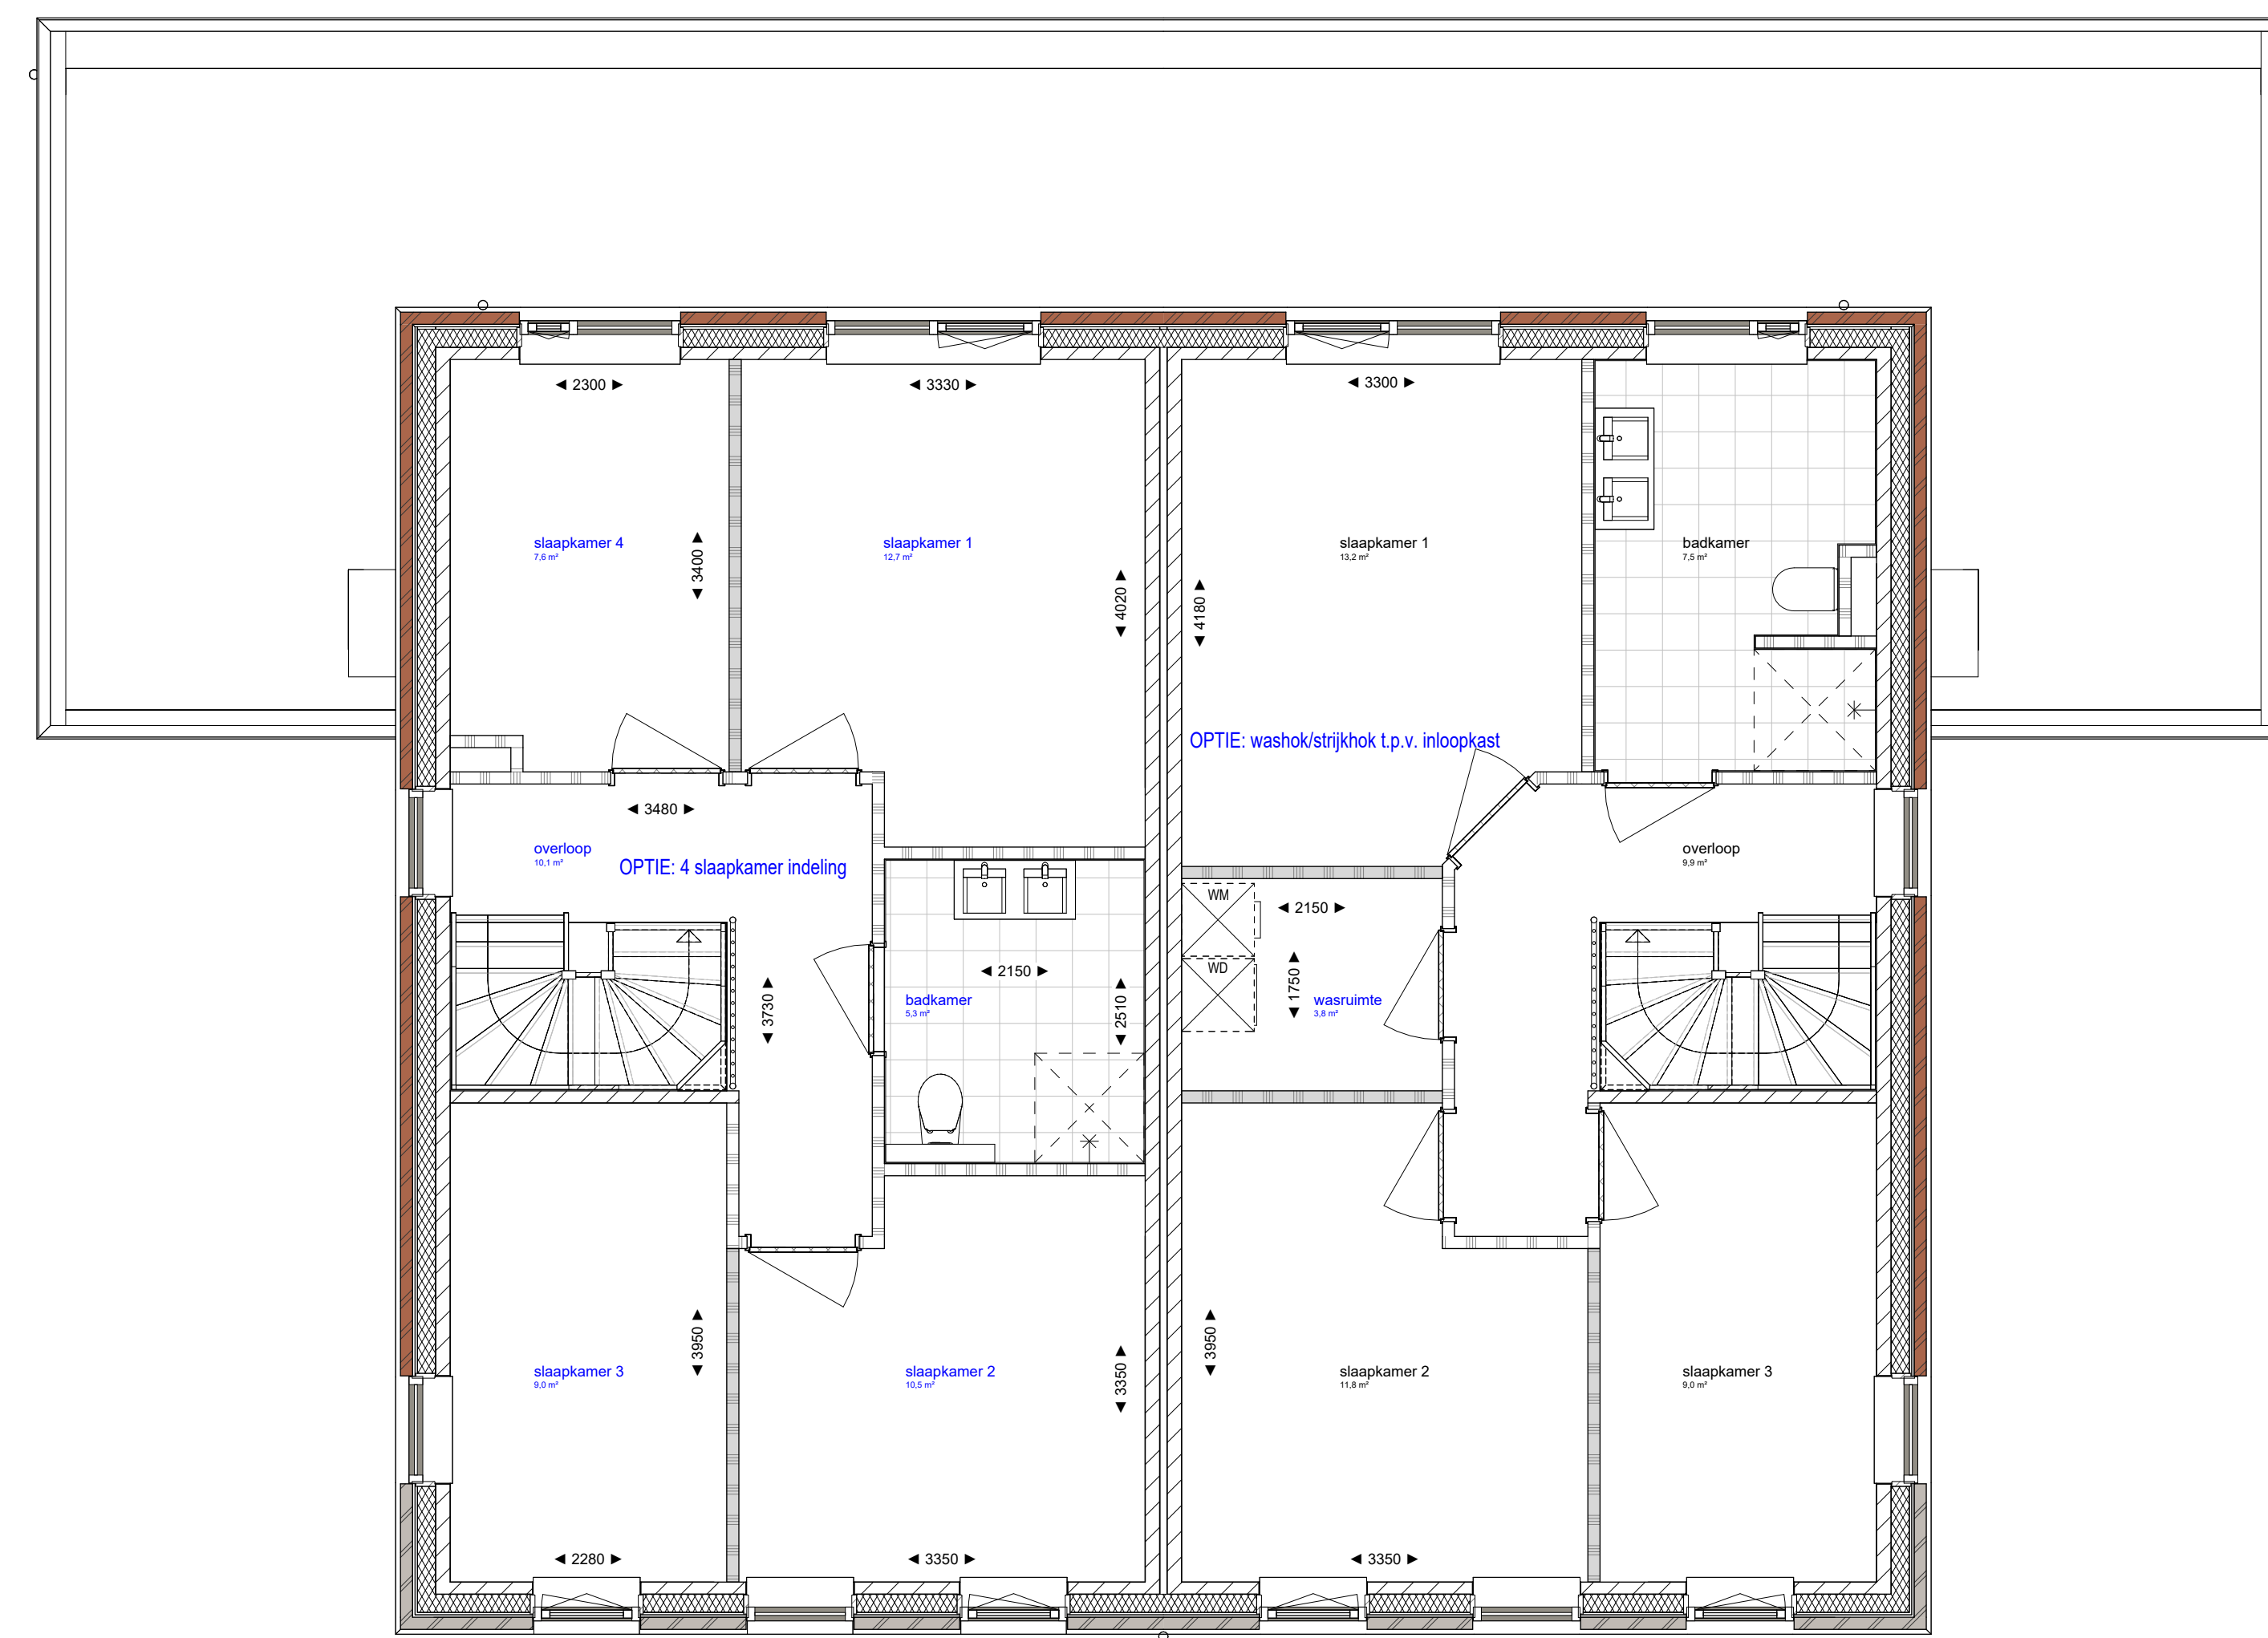 ◄ 2300 ►
◄ 3330 ►
◄ 3300 ►
slaapkamer 4
7,6 m²
◄ 3400 ►
slaapkamer 1
12,7 m²
◄ 4020 ►
◄ 4180 ►
slaapkamer 1
13,2 m²
badkamer
7,5 m²
OPTIE: washok/strijkhok t.p.v. inloopkast
◄ 3480 ►
overloop
10,1 m²
OPTIE: 4 slaapkamer indeling
overloop
9,9 m²
WM
◄ 2150 ►
WD
◄ 2150 ►
◄ 3730 ►
badkamer
5,3 m²
◄ 2510 ►
◄ 1750 ►
wasruimte
3,8 m²
slaapkamer 3
9,0 m²
◄ 3950 ►
slaapkamer 2
10,5 m²
◄ 3350 ►
◄ 3950 ►
slaapkamer 2
11,8 m²
slaapkamer 3
9,0 m²
◄ 2280 ►
◄ 3350 ►
◄ 3350 ►